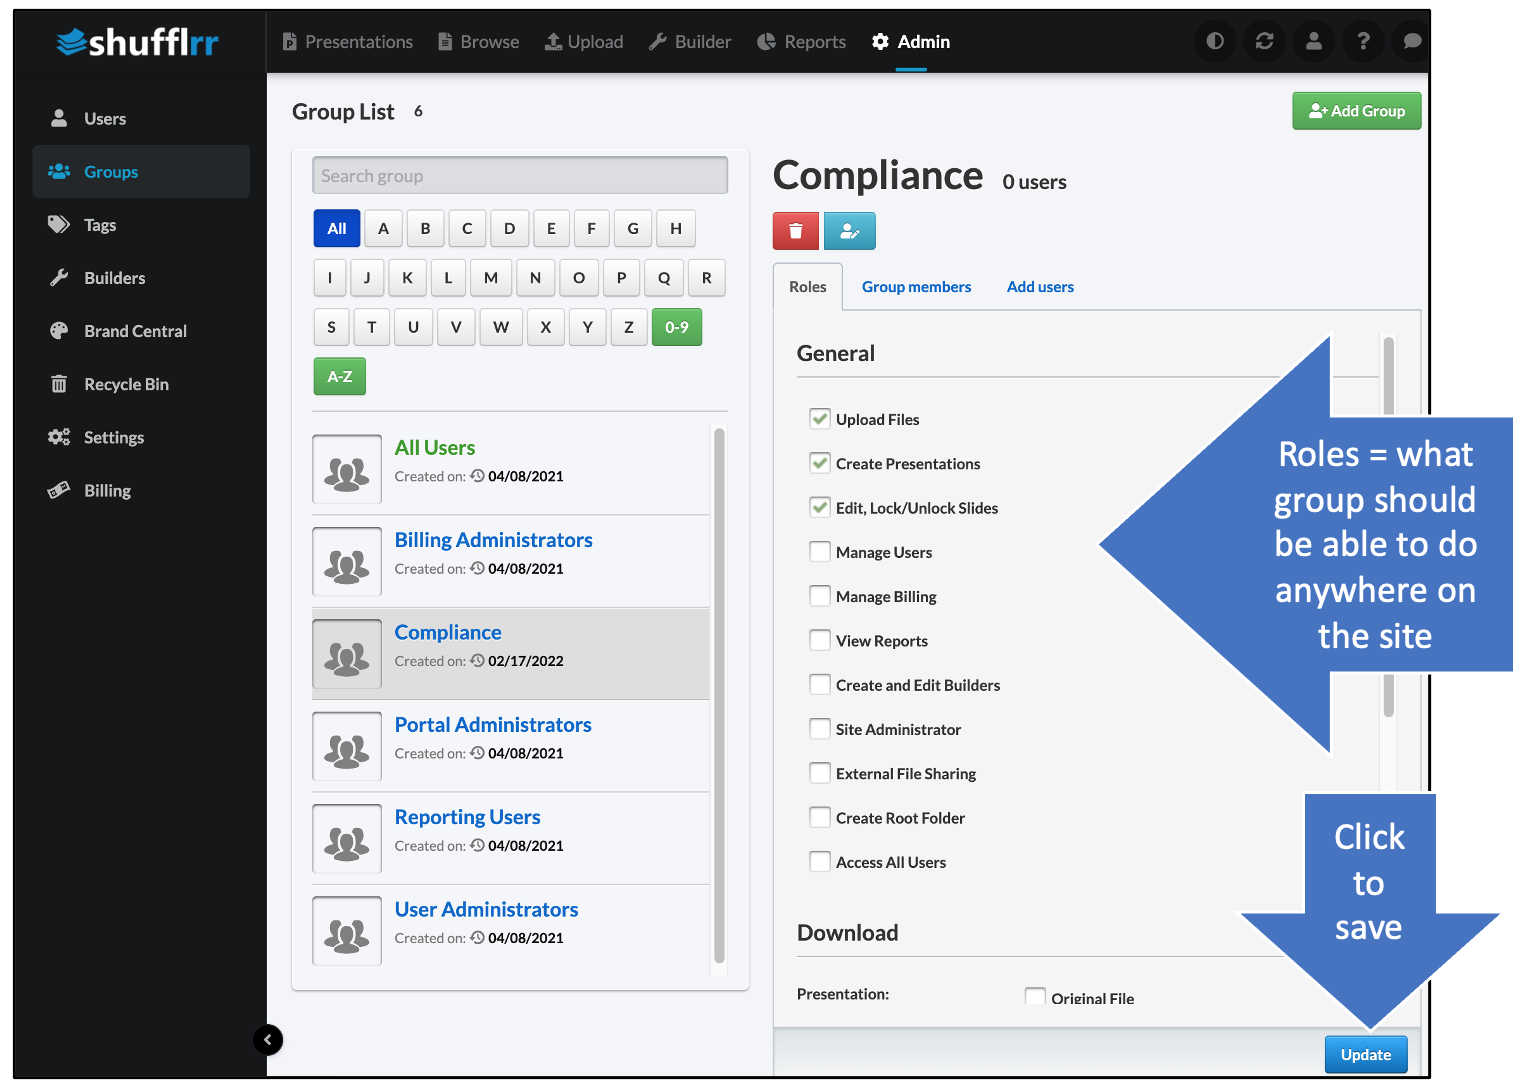 shufflrr
Presentations
Browse
Upload
Builder
Reports
Admin
Users
Groups
Tags
Builders
Brand Central
Recycle Bin
Settings
Billing
Group List 6
Add Group
Search group
All A B C D E F G H
I J K L M N O P Q R
S T U V W X Y Z 0-9
A-Z
All Users
Created on: 04/08/2021
Billing Administrators
Created on: 04/08/2021
Compliance
Created on: 02/17/2022
Portal Administrators
Created on: 04/08/2021
Reporting Users
Created on: 04/08/2021
User Administrators
Created on: 04/08/2021
Compliance 0 users
Roles
Group members
Add users
General
Upload Files
Create Presentations
Edit, Lock/Unlock Slides
Manage Users
Manage Billing
View Reports
Create and Edit Builders
Site Administrator
External File Sharing
Create Root Folder
Access All Users
Download
Presentation:
Original File
Update
Roles = what
group should
be able to do
anywhere on
the site
Click
to
save